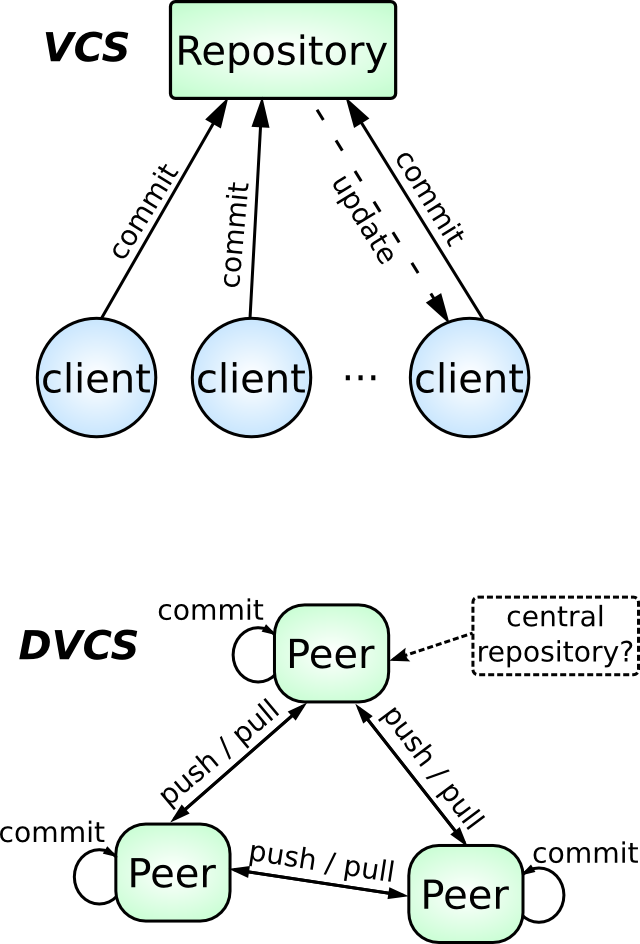 VCS
Repository
commit
commit
update
commit
client
client
...
client
DVCS
commit
Peer
central
repository?
push / pull
push / pull
commit
Peer
push / pull
Peer
commit